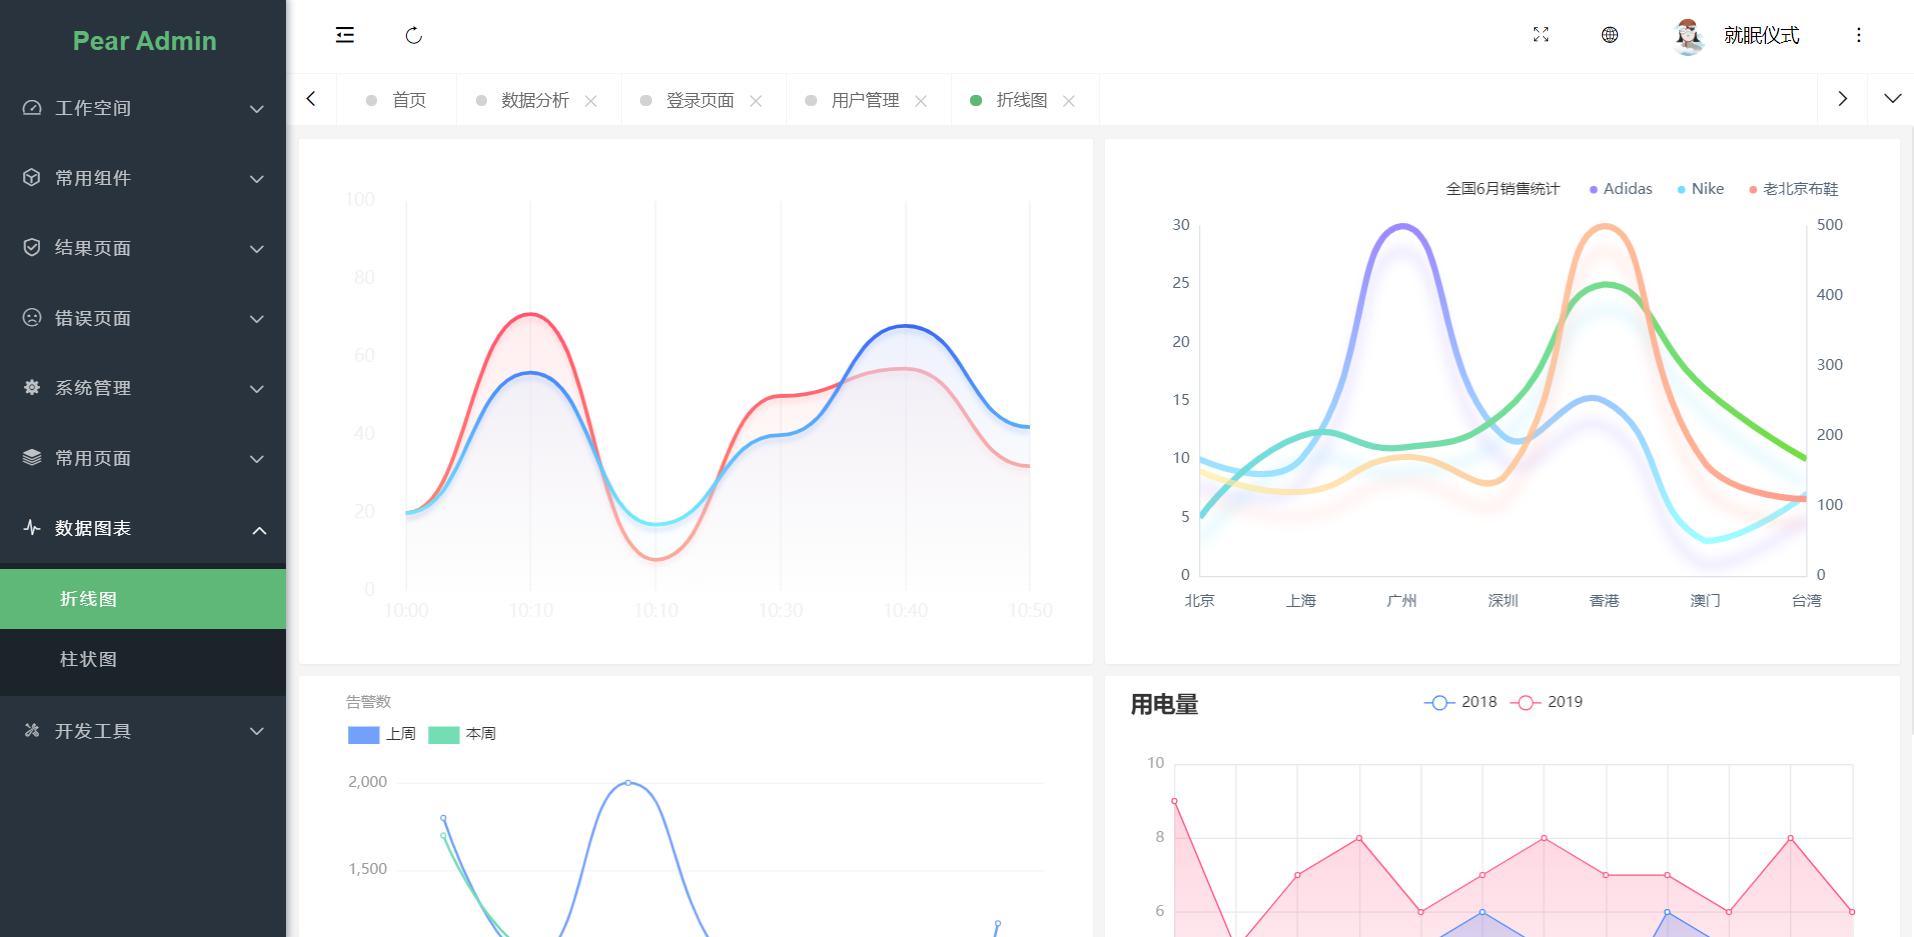 Pear Admin
工作空间
常用组件
结果页面
错误页面
系统管理
常用页面
数据图表
折线图
柱状图
开发工具
就眠仪式
首页
数据分析
登录页面
用户管理
折线图
100
80
60
40
20
0
10:00 10:10 10:10 10:30 10:40 10:50
全国6月销售统计 Adidas Nike 老北京布鞋
30 500
25 400
20 300
15 200
10 100
5
0 0
北京 上海 广州 深圳 香港 澳门 台湾
告警数
上周 本周
2,000
1,500
用电量 2018 2019
10
8
6